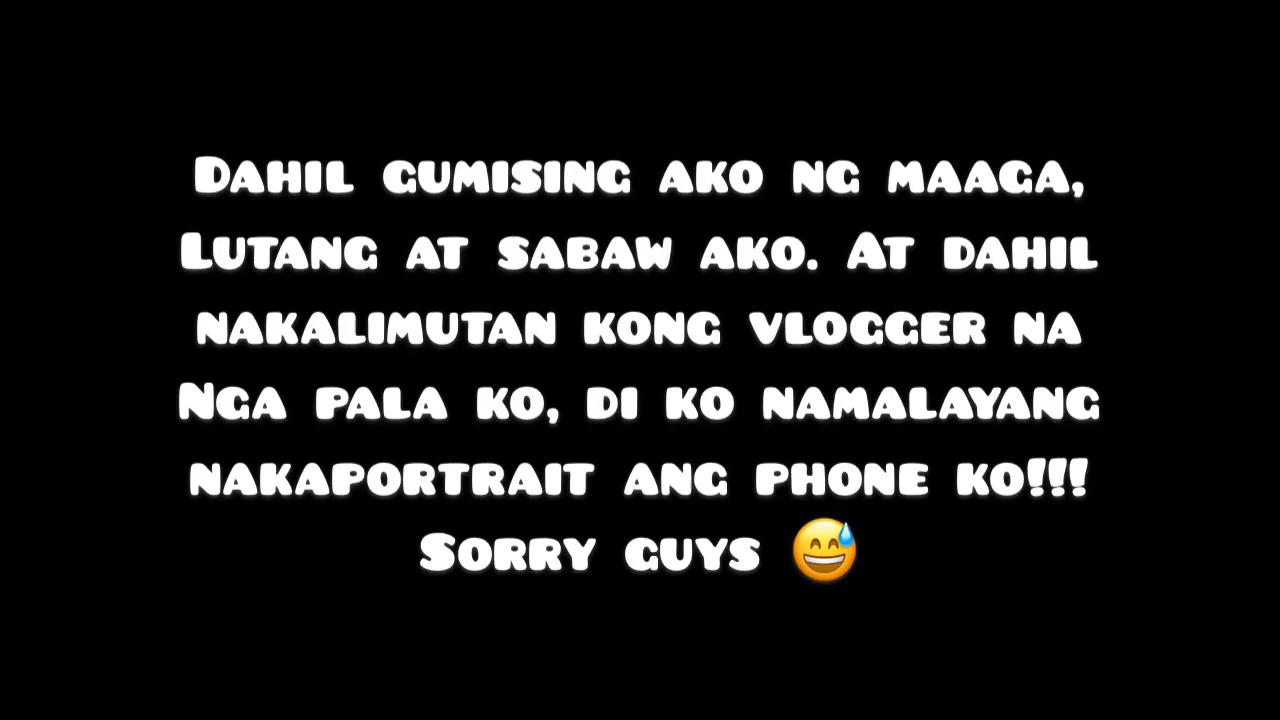 Dahil gumising ako ng maaga,
Lutang at sabaw ako. At dahil
nakalimutan kong vlogger na
Nga pala ko, di ko namalayang
nakaportrait ang phone ko!!!
Sorry guys 😅